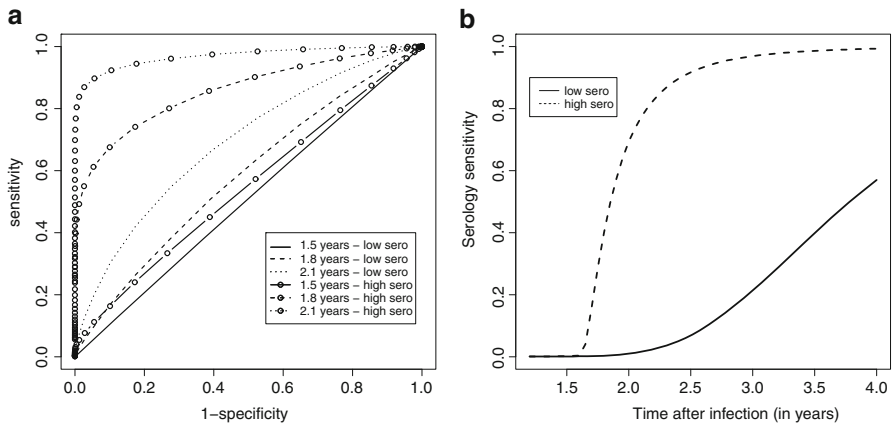 a
sensitivity
0.0 0.2 0.4 0.6 0.8 1.0
1.5 years – low sero
1.8 years – low sero
2.1 years – low sero
1.5 years – high sero
1.8 years – high sero
2.1 years – high sero
0.0 0.2 0.4 0.6 0.8 1.0
1–specificity
b
Serology sensitivity
0.0 0.2 0.4 0.6 0.8 1.0
low sero
high sero
1.5 2.0 2.5 3.0 3.5 4.0
Time after infection (in years)